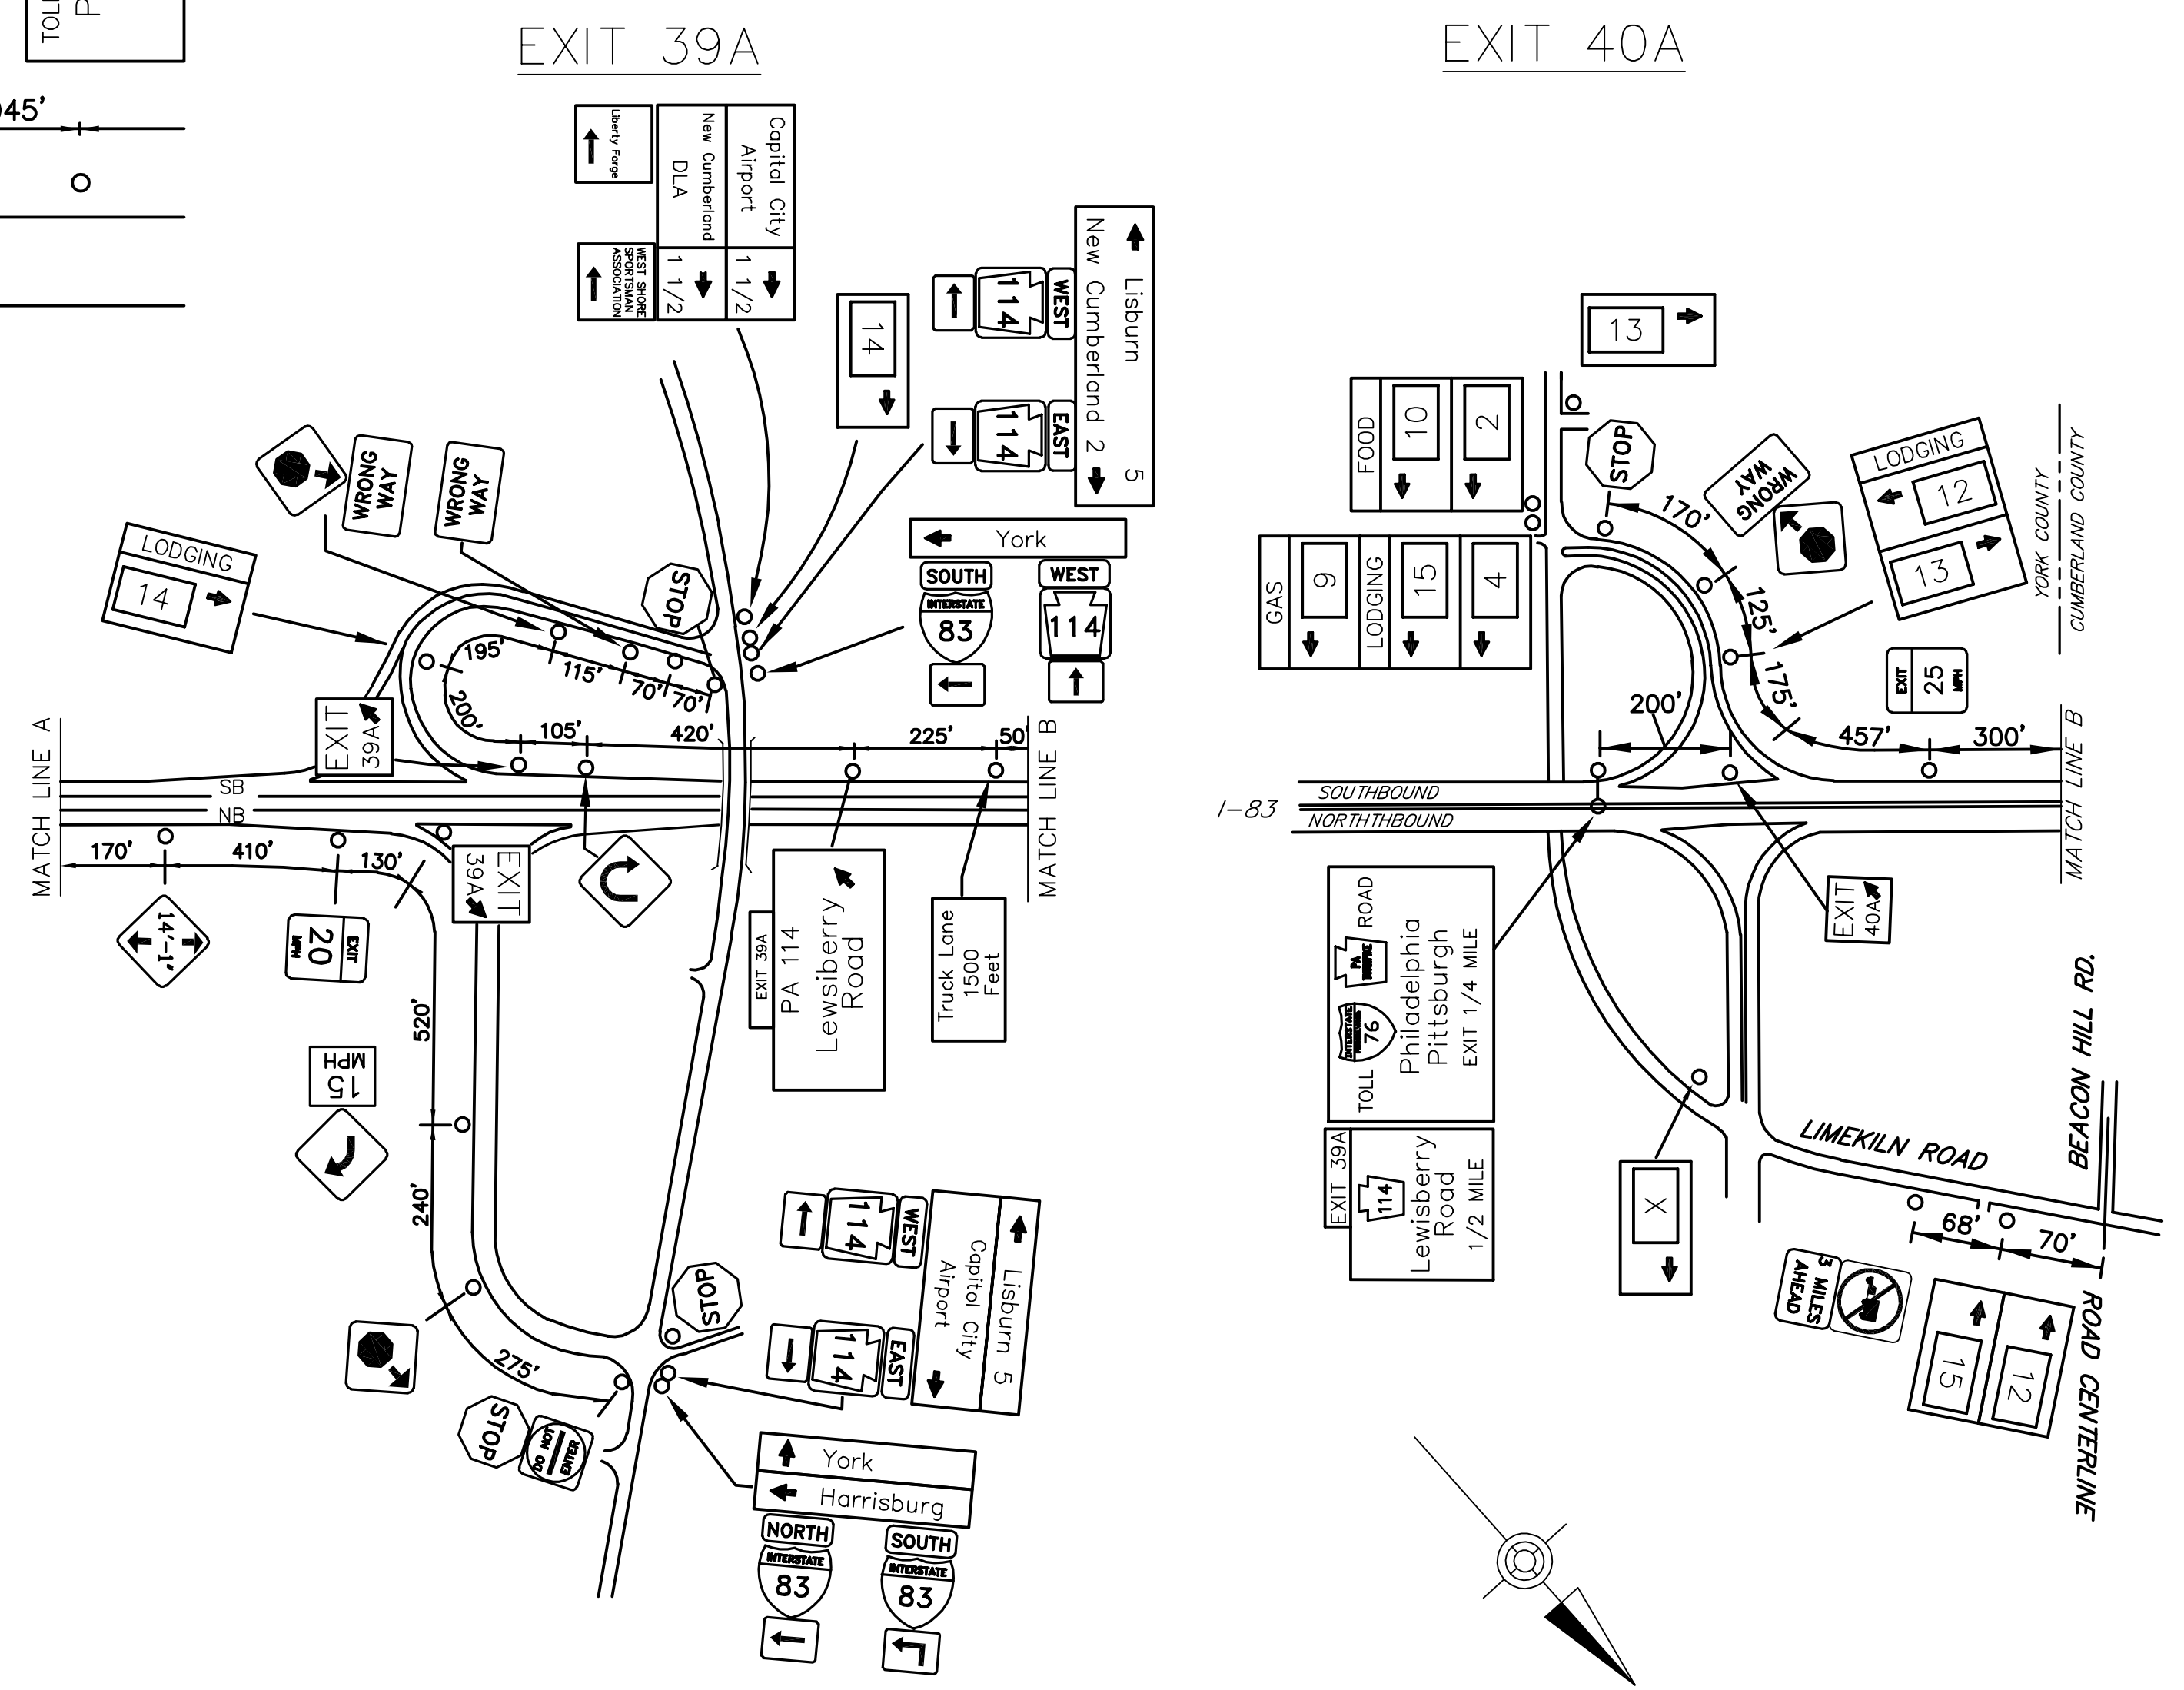 TOLL
P
045'
EXIT 39A
EXIT 40A
Liberty Forge
WEST SHORE
SPORTSMAN
ASSOCIATION
New Cumberland
DLA
1 1/2
Capital City
Airport
1 1/2
14
WEST
114
EAST
114
Lisburn 5
New Cumberland 2
York
SOUTH
INTERSTATE
83
WEST
114
WRONG
WAY
WRONG
WAY
LODGING
14
STOP
EXIT
39A
195'
115'
70'
70'
200'
105'
420'
225'
50'
MATCH LINE A
MATCH LINE B
SB
NB
170'
410'
130'
14'-1"
EXIT
20
MPH
EXIT
39A
EXIT 39A
PA 114
Lewsiberry
Road
Truck Lane
1500
Feet
520'
15
MPH
240'
275'
STOP
DO NOT
ENTER
STOP
WEST
114
EAST
114
Lisburn 5
Capitol City
Airport
York
Harrisburg
NORTH
INTERSTATE
83
SOUTH
INTERSTATE
83
13
FOOD
10
2
GAS
9
LODGING
15
4
STOP
WRONG
WAY
LODGING
12
13
YORK COUNTY
CUMBERLAND COUNTY
170'
125'
175'
EXIT
25
MPH
200'
457'
300'
MATCH LINE B
I-83
SOUTHBOUND
NORTHTHBOUND
EXIT
40A
TOLL
INTERSTATE
76
PA
TURNPIKE
ROAD
Philadelphia
Pittsburgh
EXIT 1/4 MILE
EXIT 39A
114
Lewisberry
Road
1/2 MILE
X
LIMEKILN ROAD
BEACON HILL RD.
68'
70'
3 MILES
AHEAD
15
12
ROAD CENTERLINE